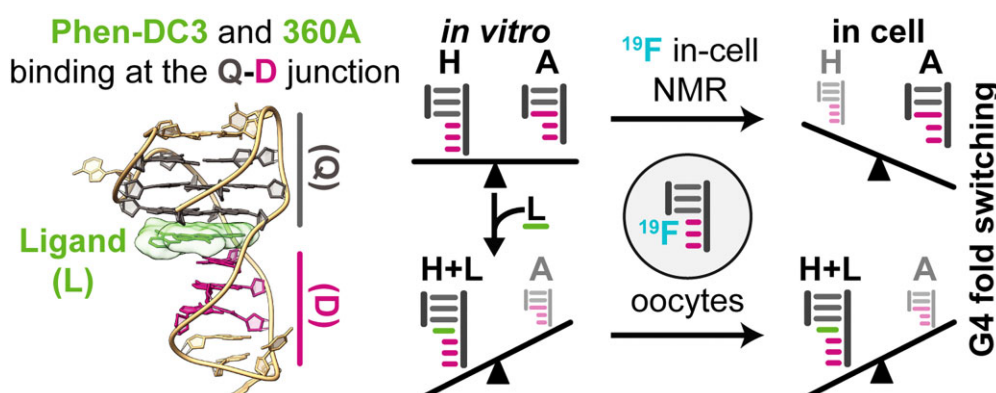 Phen-DC3 and 360A
binding at the Q-D junction
(Q)
Ligand
(L)
(D)
in vitro
H A
L
H+L A
¹⁹F in-cell
NMR
¹⁹F
oocytes
in cell
H A
H+L A
G4 fold switching